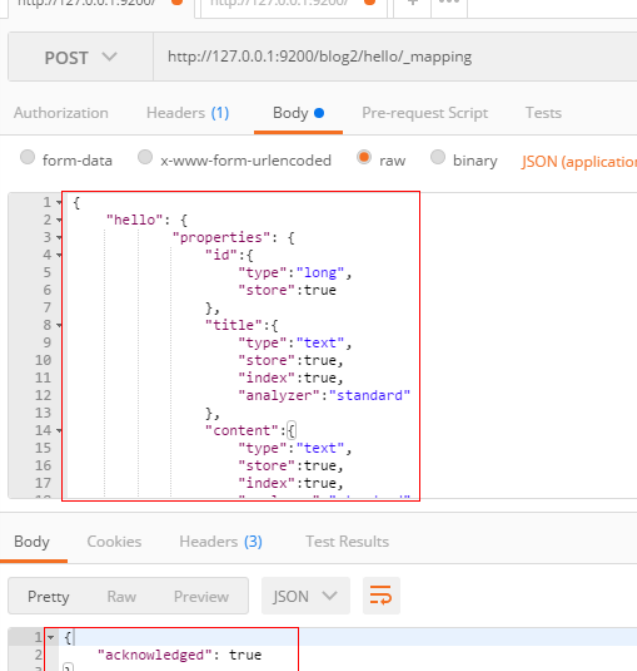 http://127.0.0.1:9200/ http://127.0.0.1:9200/ + •••
POST http://127.0.0.1:9200/blog2/hello/_mapping
Authorization Headers (1) Body Pre-request Script Tests
form-data x-www-form-urlencoded raw binary JSON (application
1 {
2 "hello": {
3 "properties": {
4 "id":{
5 "type":"long",
6 "store":true
7 },
8 "title":{
9 "type":"text",
10 "store":true,
11 "index":true,
12 "analyzer":"standard"
13 },
14 "content":{
15 "type":"text",
16 "store":true,
17 "index":true,
Body Cookies Headers (3) Test Results
Pretty Raw Preview JSON
1 {
2 "acknowledged": true
3 }